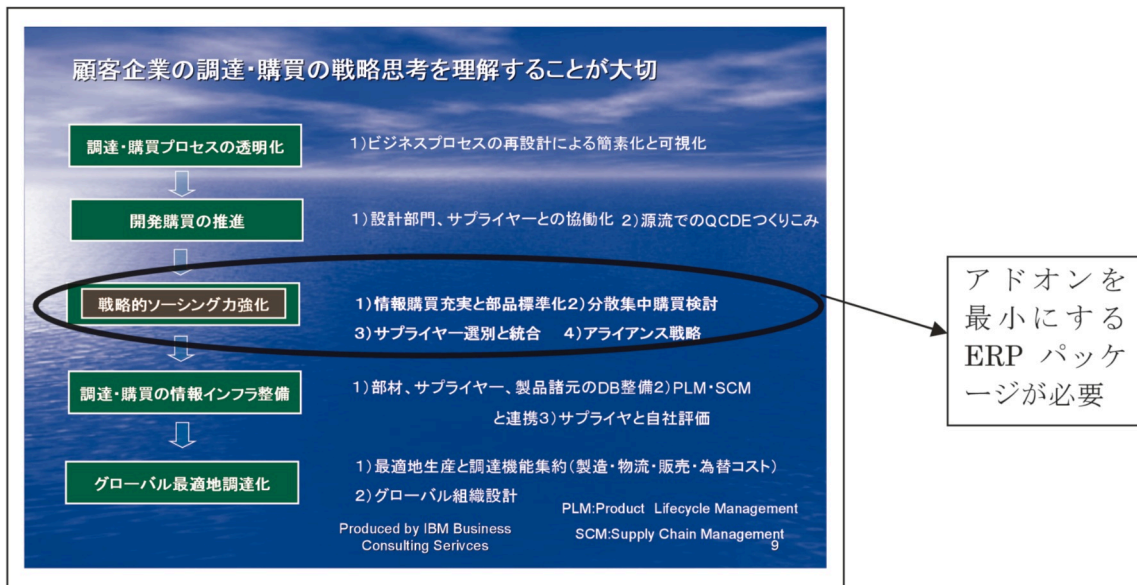 顧客企業の調達・購買の戦略思考を理解することが大切
調達・購買プロセスの透明化
1)ビジネスプロセスの再設計による簡素化と可視化
開発購買の推進
1)設計部門、サプライヤーとの協働化 2)源流でのQCDEつくりこみ
戦略的ソーシング力強化
1)情報購買充実と部品標準化2)分散集中購買検討
3)サプライヤー選別と統合 4)アライアンス戦略
調達・購買の情報インフラ整備
1)部材、サプライヤー、製品諸元のDB整備2)PLM・SCM
と連携3)サプライヤと自社評価
グローバル最適地調達化
1)最適地生産と調達機能集約(製造・物流・販売・為替コスト)
2)グローバル組織設計
PLM:Product Lifecycle Management
SCM:Supply Chain Management
Produced by IBM Business
Consulting Serivces
9
アドオンを
最小にする
ERP パッケ
ージが必要